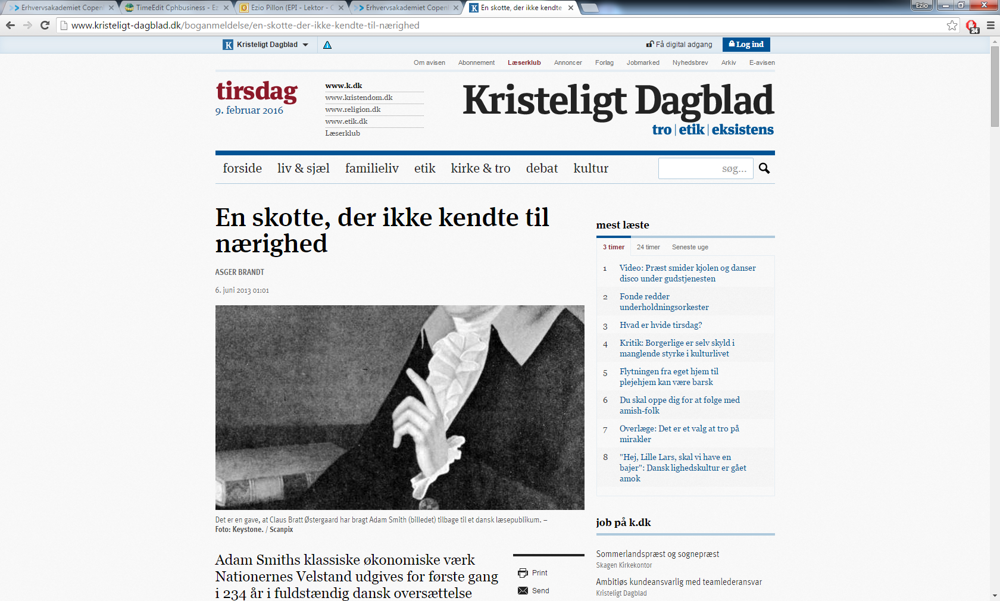 Erhvervsakademiet Copen
TimeEdit Cphbusiness - Ez
Ezio Pillon (EPI - Lektor - C
Erhvervsakademiet Copen
En skotte, der ikke kendte
Ezio
www.kristeligt-dagblad.dk/boganmeldelse/en-skotte-der-ikke-kendte-til-nærighed
24
K Kristeligt Dagblad
Få digital adgang
Log ind
Om avisen Abonnement Læserklub Annoncer Forlag Jobmarked Nyhedsbrev Arkiv E-avisen
tirsdag
9. februar 2016
www.k.dk
www.kristendom.dk
www.religion.dk
www.etik.dk
Læserklub
Kristeligt Dagblad
tro | etik | eksistens
forside liv & sjæl familieliv etik kirke & tro debat kultur
søg...
En skotte, der ikke kendte til
nærighed
ASGER BRANDT
6. juni 2013 01:01
Det er en gave, at Claus Bratt Østergaard har bragt Adam Smith (billedet) tilbage til et dansk læsepublikum. –
Foto: Keystone. / Scanpix
Adam Smiths klassiske økonomiske værk
Nationernes Velstand udgives for første gang
i 234 år i fuldstændig dansk oversættelse
Print
Send
mest læste
3 timer 24 timer Seneste uge
1 Video: Præst smider kjolen og danser
disco under gudstjenesten
2 Fonde redder
underholdningsorkester
3 Hvad er hvide tirsdag?
4 Kritik: Borgerlige er selv skyld i
manglende styrke i kulturlivet
5 Flytningen fra eget hjem til
plejehjem kan være barsk
6 Du skal oppe dig for at følge med
amish-folk
7 Overlæge: Det er et valg at tro på
mirakler
8 "Hej, Lille Lars, skal vi have en
bajer": Dansk lighedskultur er gået
amok
job på k.dk
Sommerlandspræst og sognepræst
Skagen Kirkekontor
Ambitiøs kundeansvarlig med teamlederansvar
Kristeligt Dagblad